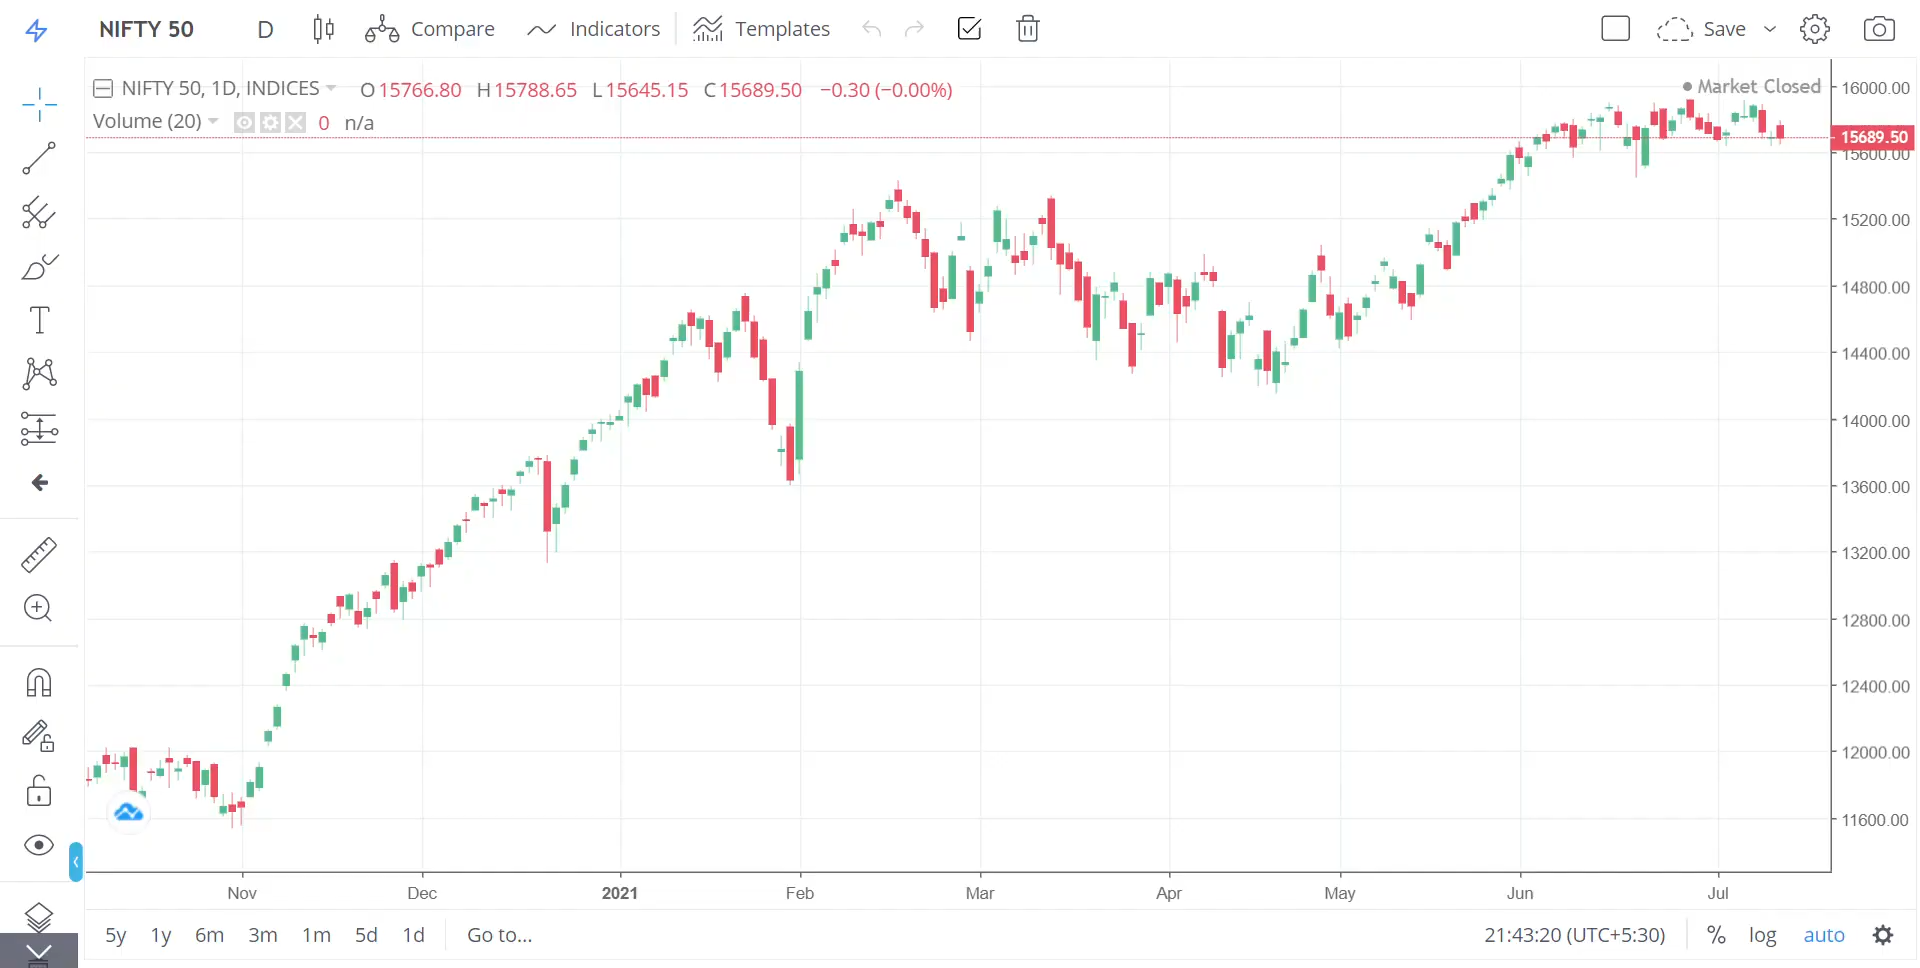 NIFTY 50 D Compare Indicators Templates Save
NIFTY 50, 1D, INDICES O 15766.80 H 15788.65 L 15645.15 C 15689.50 −0.30 (−0.00%)
Market Closed
Volume (20) 0 n/a
16000.00
15689.50
15600.00
15200.00
14800.00
14400.00
14000.00
13600.00
13200.00
12800.00
12400.00
12000.00
11600.00
Nov Dec 2021 Feb Mar Apr May Jun Jul
5y 1y 6m 3m 1m 5d 1d Go to... 21:43:20 (UTC+5:30) % log auto